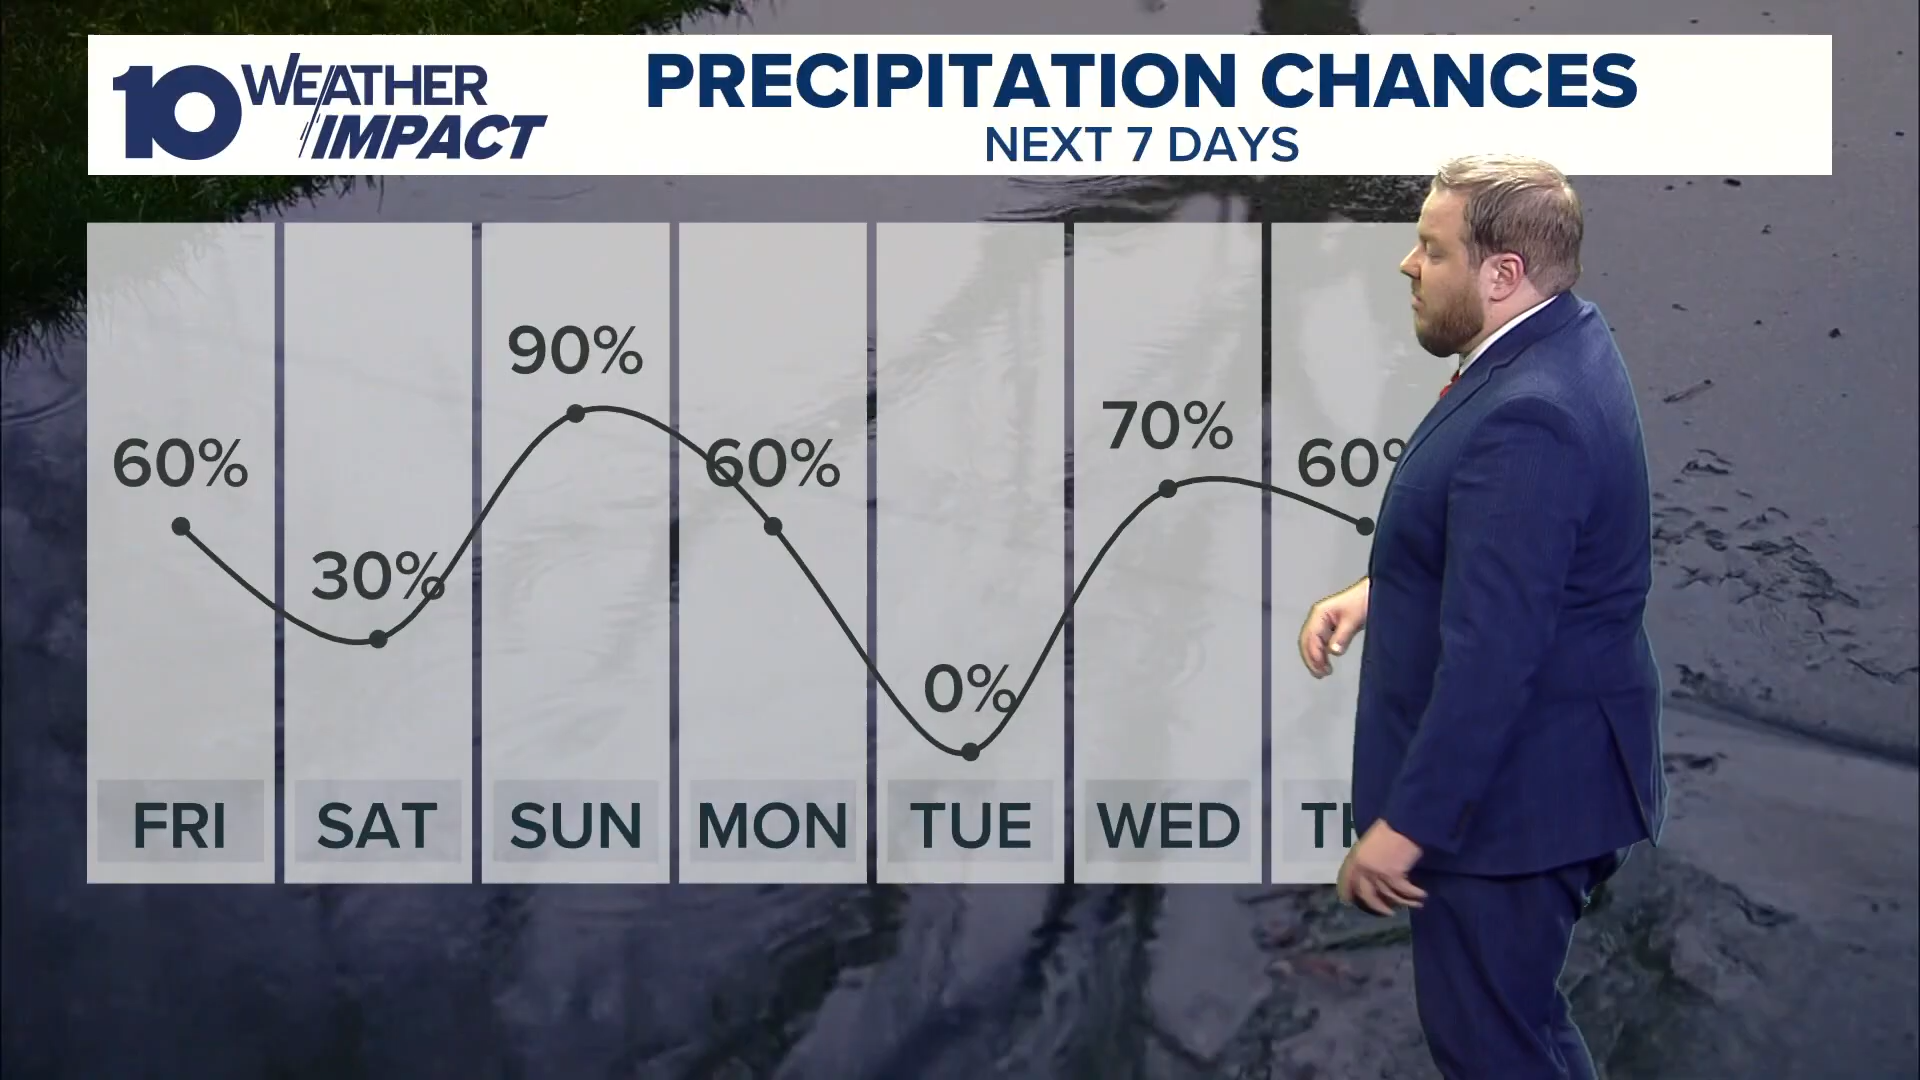 10 WEATHER
IMPACT
PRECIPITATION CHANCES
NEXT 7 DAYS
60% 30% 90% 60% 0% 70% 60%
FRI SAT SUN MON TUE WED